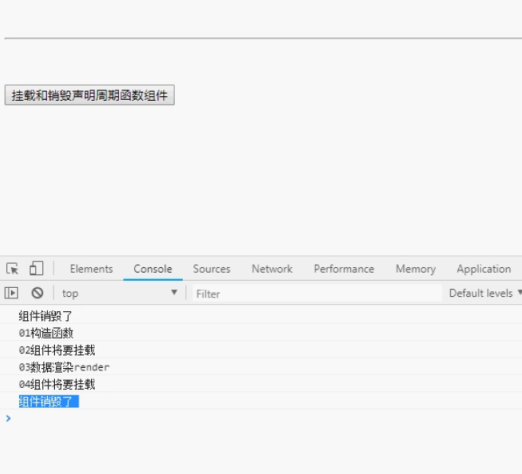 挂载和销毁声明周期函数组件
Elements Console Sources Network Performance Memory Application
top Filter Default levels
组件销毁了
01构造函数
02组件将要挂载
03数据渲染render
04组件将要挂载
组件销毁了